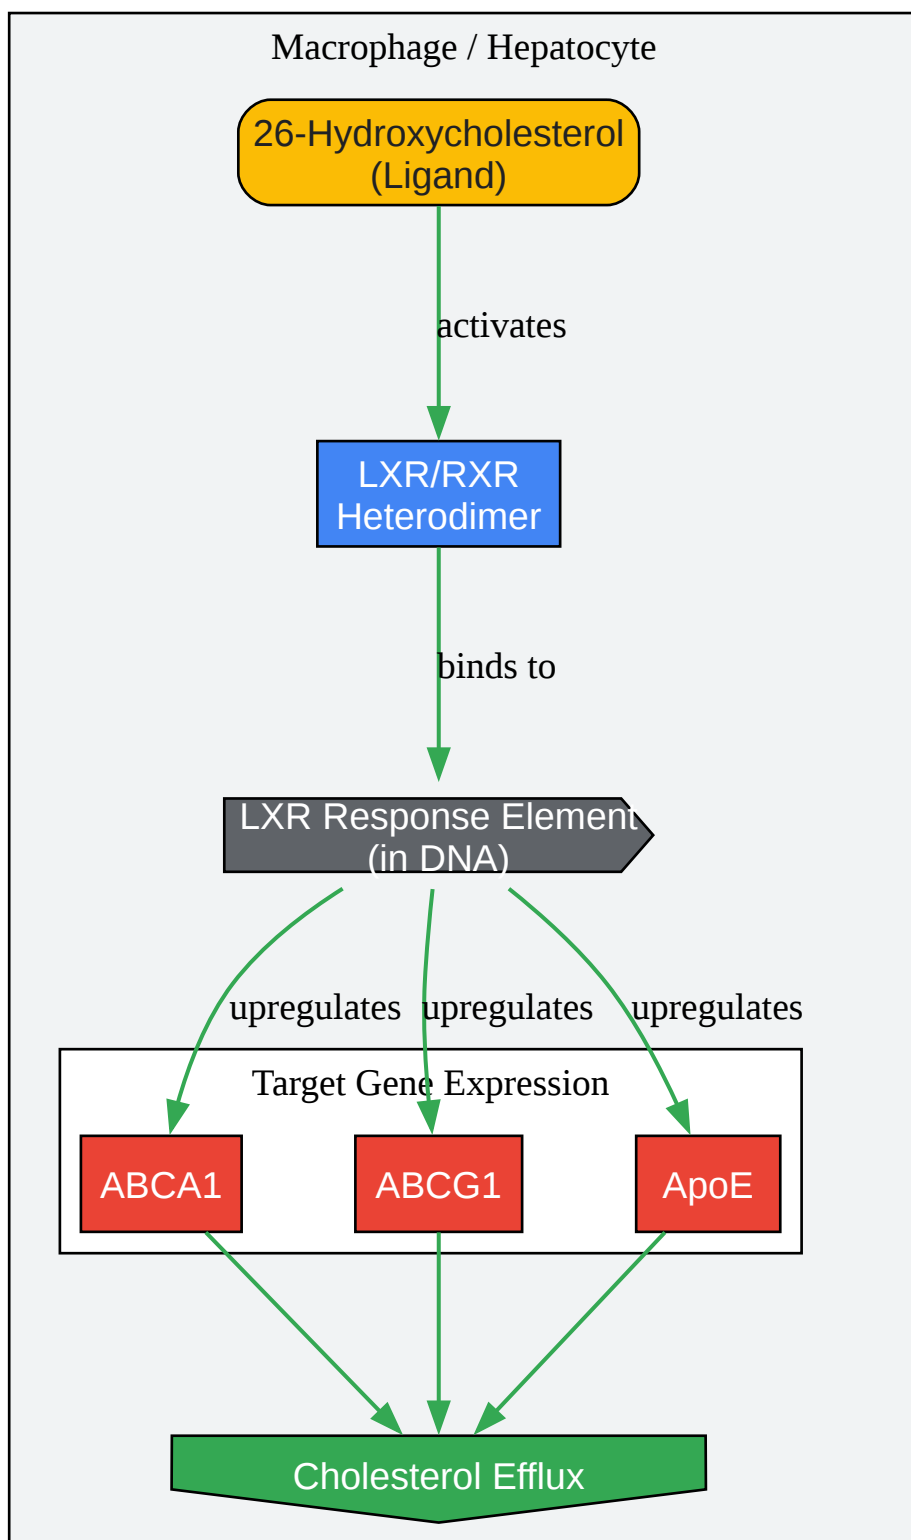 Macrophage / Hepatocyte
26-Hydroxycholesterol
(Ligand)
activates
LXR/RXR
Heterodimer
binds to
LXR Response Element
(in DNA)
upregulates
upregulates
upregulates
Target Gene Expression
ABCA1
ABCG1
ApoE
Cholesterol Efflux